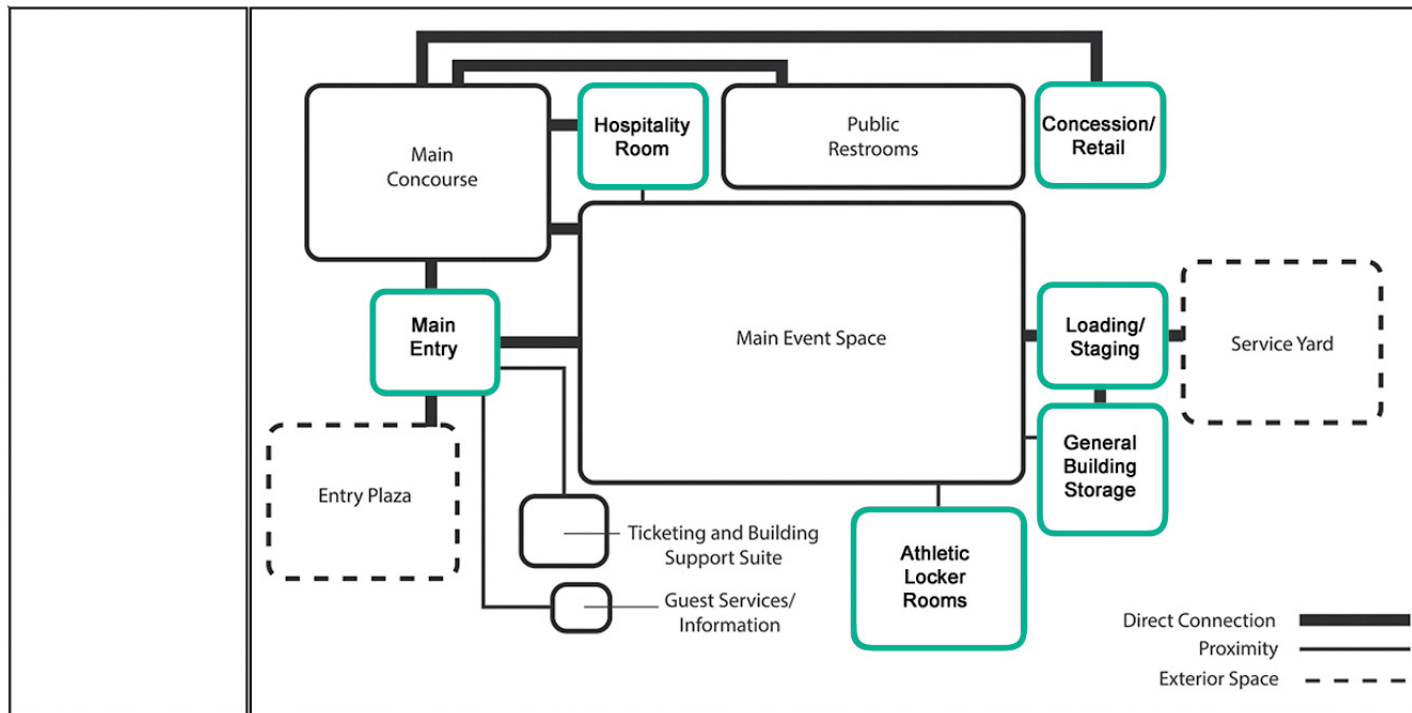 Main
Concourse
Hospitality
Room
Public
Restrooms
Concession/
Retail
Main
Entry
Main Event Space
Loading/
Staging
Service Yard
General
Building
Storage
Entry Plaza
Ticketing and Building
Support Suite
Guest Services/
Information
Athletic
Locker
Rooms
Direct Connection
Proximity
Exterior Space